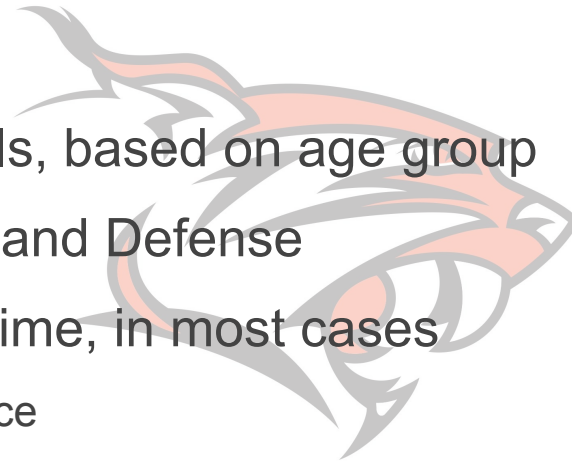 ls, based on age group
and Defense
ime, in most cases
ce